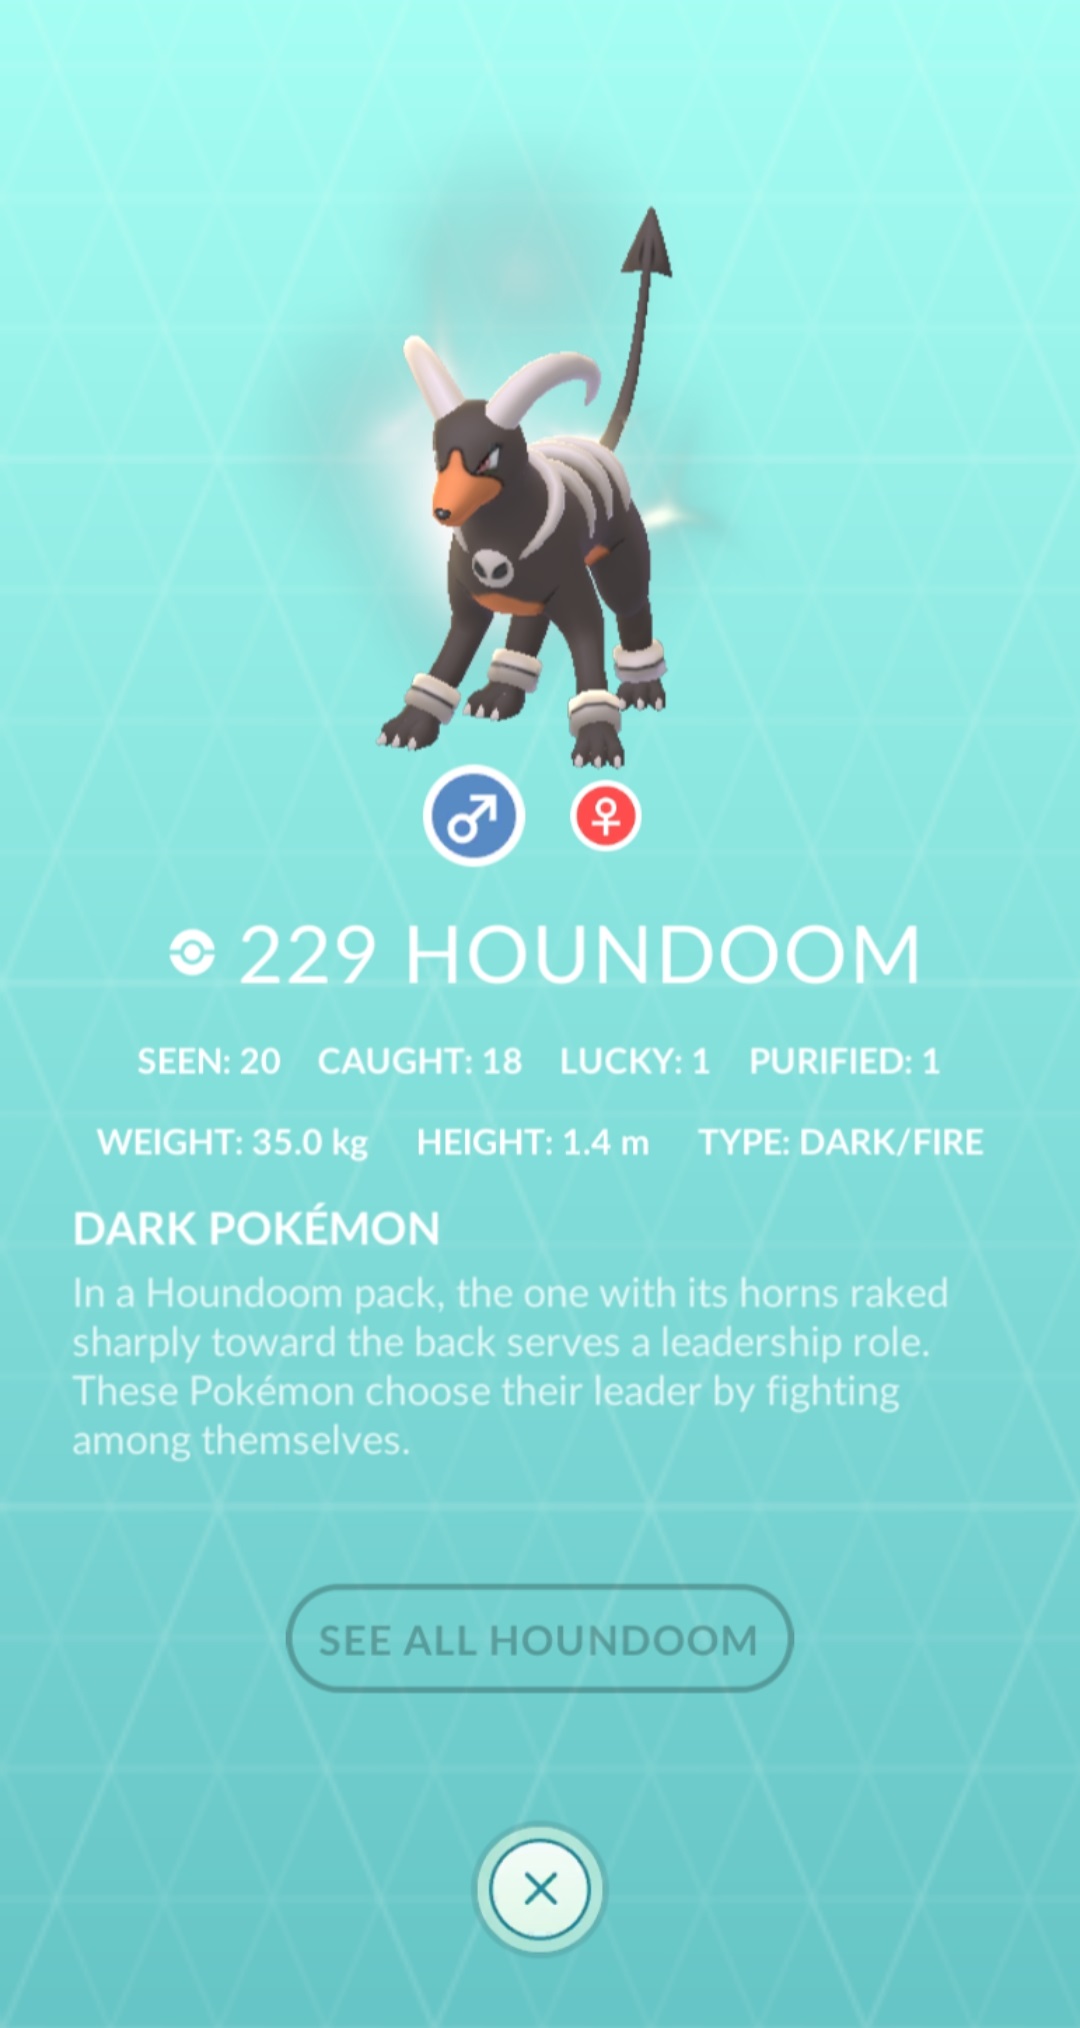 229 HOUNDOOM
SEEN: 20 CAUGHT: 18 LUCKY: 1 PURIFIED: 1
WEIGHT: 35.0 kg HEIGHT: 1.4 m TYPE: DARK/FIRE
DARK POKÉMON
In a Houndoom pack, the one with its horns raked
sharply toward the back serves a leadership role.
These Pokémon choose their leader by fighting
among themselves.
SEE ALL HOUNDOOM